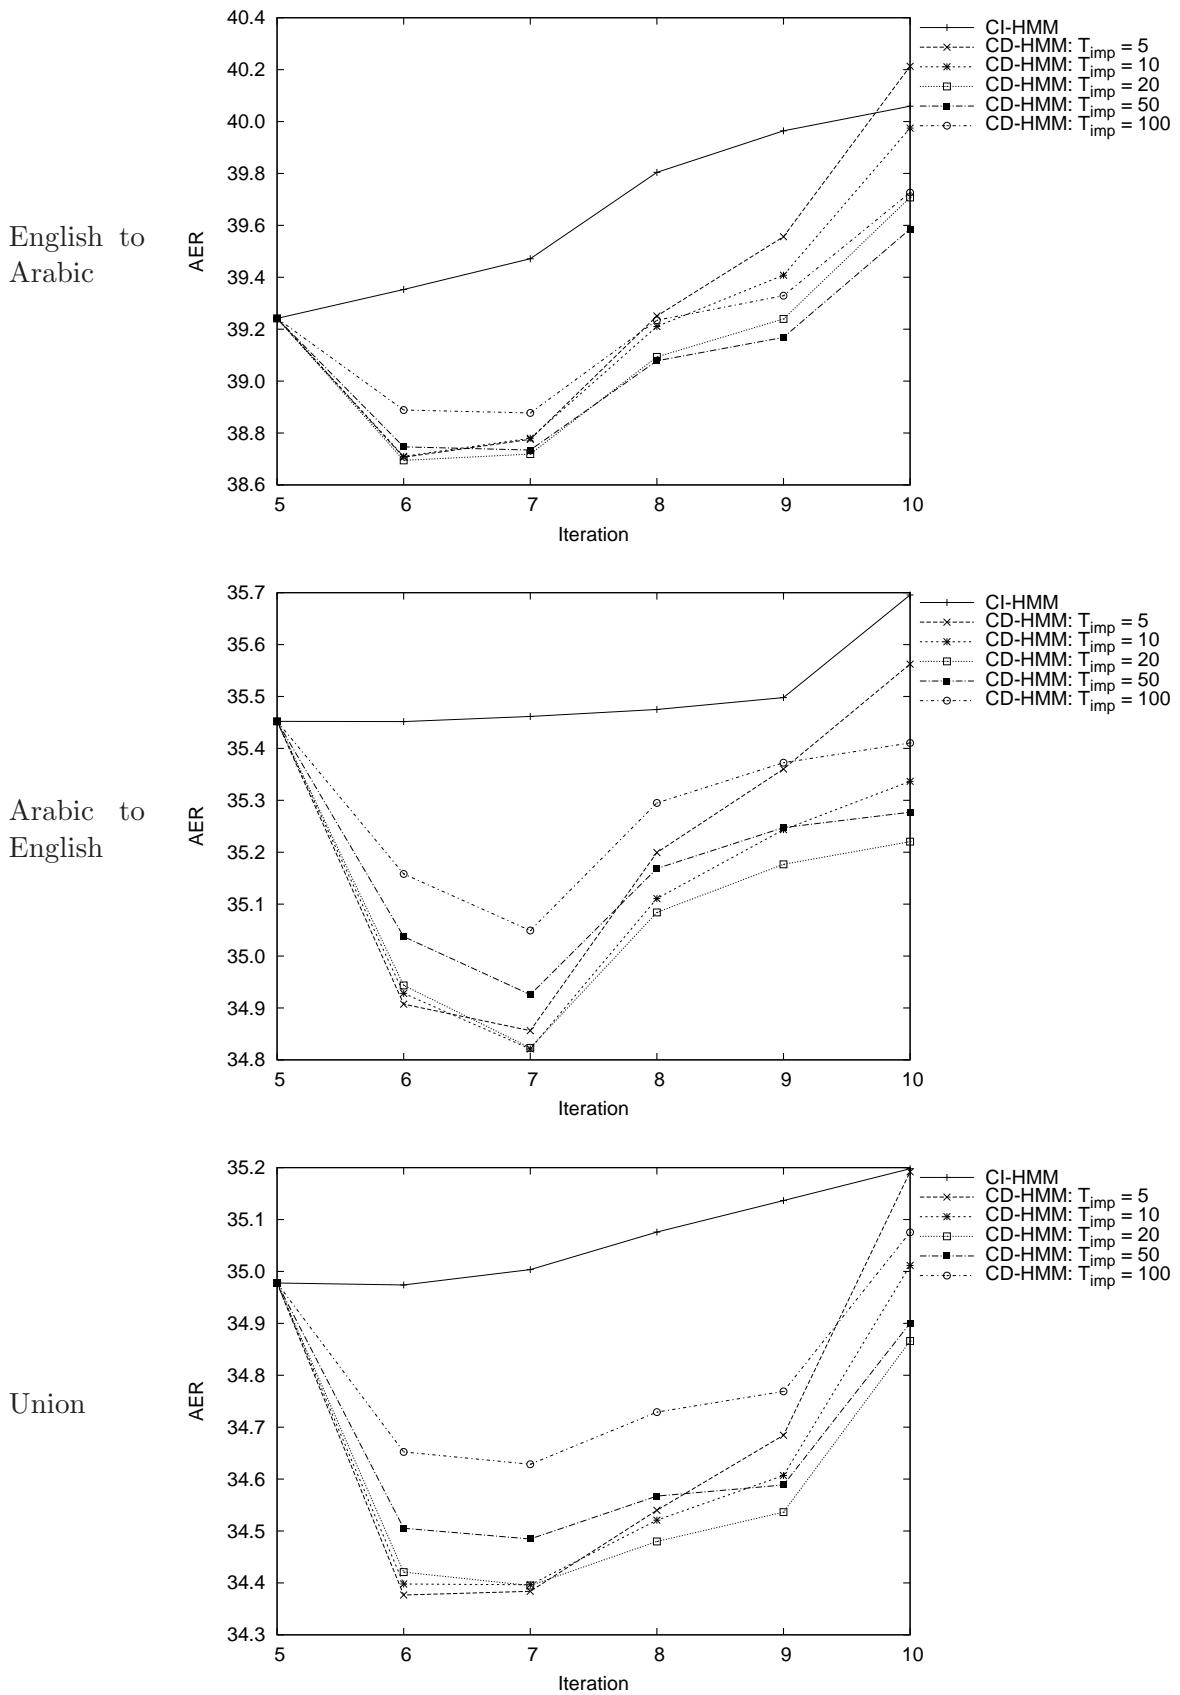 English to
Arabic
AER
40.4
40.2
40.0
39.8
39.6
39.4
39.2
39.0
38.8
38.6
5 6 7 8 9 10
Iteration
CI-HMM
CD-HMM: T_imp = 5
CD-HMM: T_imp = 10
CD-HMM: T_imp = 20
CD-HMM: T_imp = 50
CD-HMM: T_imp = 100
Arabic to
English
AER
35.7
35.6
35.5
35.4
35.3
35.2
35.1
35.0
34.9
34.8
5 6 7 8 9 10
Iteration
CI-HMM
CD-HMM: T_imp = 5
CD-HMM: T_imp = 10
CD-HMM: T_imp = 20
CD-HMM: T_imp = 50
CD-HMM: T_imp = 100
Union
AER
35.2
35.1
35.0
34.9
34.8
34.7
34.6
34.5
34.4
34.3
5 6 7 8 9 10
Iteration
CI-HMM
CD-HMM: T_imp = 5
CD-HMM: T_imp = 10
CD-HMM: T_imp = 20
CD-HMM: T_imp = 50
CD-HMM: T_imp = 100